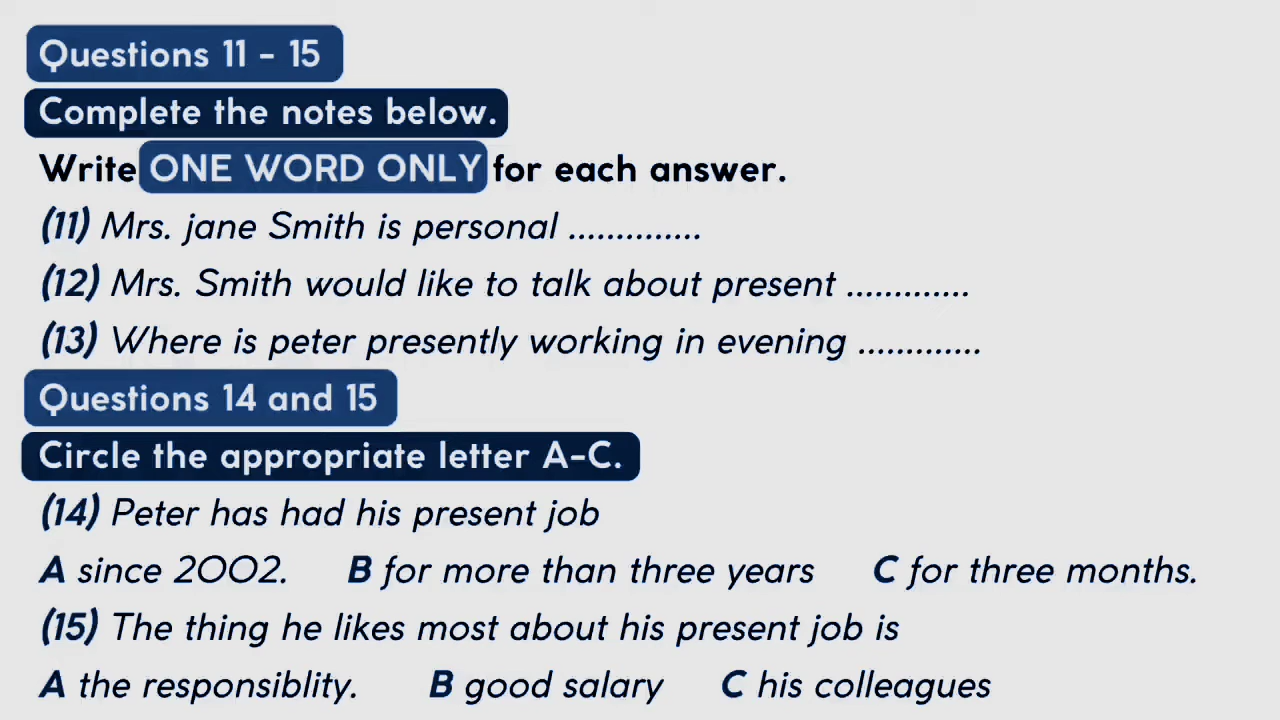 Questions 11 - 15
Complete the notes below.
Write ONE WORD ONLY for each answer.
(11) Mrs. jane Smith is personal ..............
(12) Mrs. Smith would like to talk about present .............
(13) Where is peter presently working in evening .............
Questions 14 and 15
Circle the appropriate letter A-C.
(14) Peter has had his present job
A since 2002. B for more than three years C for three months.
(15) The thing he likes most about his present job is
A the responsiblity. B good salary C his colleagues